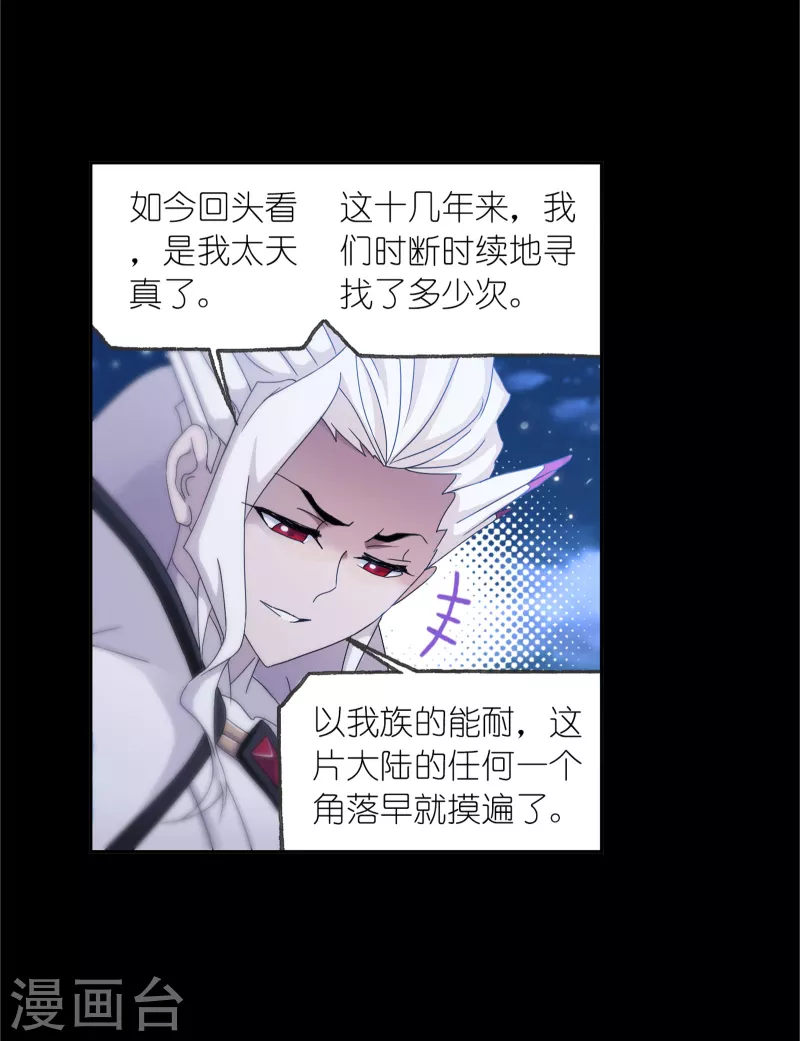 如今回头看
，是我太天
真了。
这十几年来，我
们时断时续地寻
找了多少次。
以我族的能耐，这
片大陆的任何一个
角落早就摸遍了。
漫画台